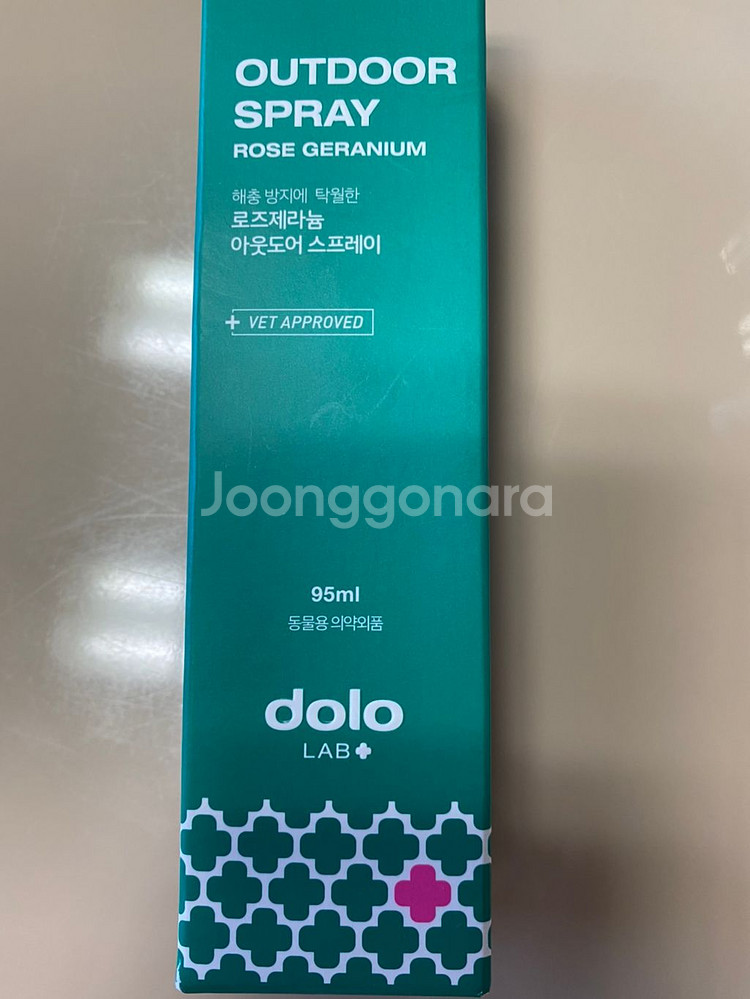 OUTDOOR
SPRAY
ROSE GERANIUM
해충 방지에 탁월한
로즈제라늄
아웃도어 스프레이
+ VET APPROVED
Joonggonara
95ml
동물용 의약외품
dolo
LAB+